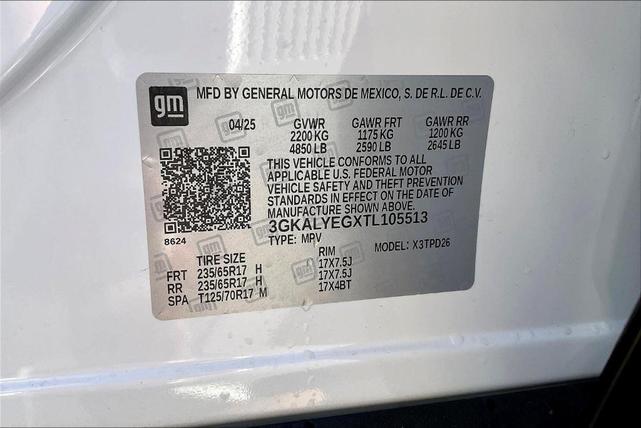 gm
MFD BY GENERAL MOTORS DE MEXICO, S. DE R.L. DE C.V.
04/25 GVWR GAWR FRT GAWR RR
2200 KG 1175 KG 1200 KG
4850 LB 2590 LB 2645 LB
THIS VEHICLE CONFORMS TO ALL
APPLICABLE U.S. FEDERAL MOTOR
VEHICLE SAFETY AND THEFT PREVENTION
STANDARDS IN EFFECT ON THE DATE OF
MANUFACTURE SHOWN ABOVE.
3GKALYEGXTL105513
8624 TYPE: MPV MODEL: X3TPD26
TIRE SIZE RIM
FRT 235/65R17 H 17X7.5J
RR 235/65R17 H 17X7.5J
SPA T125/70R17 M 17X4BT